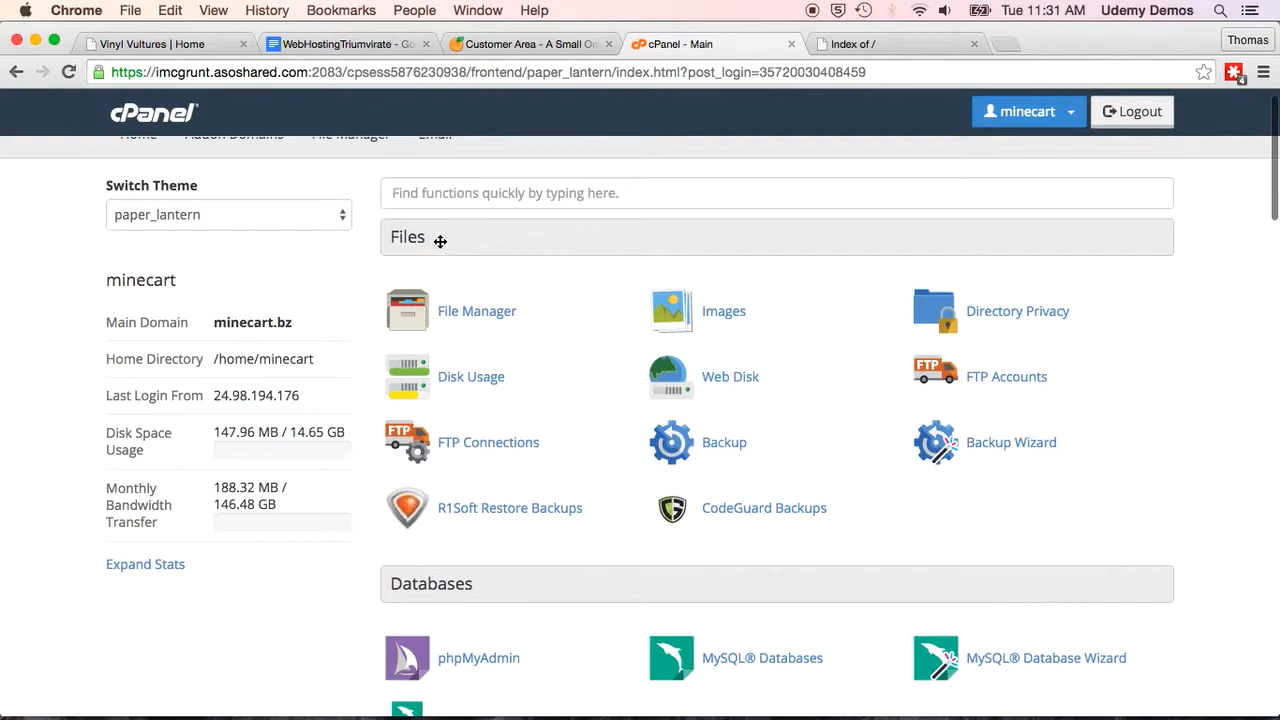 Chrome File Edit View History Bookmarks People Window Help Tue 11:31 AM Udemy Demos
Vinyl Vultures | Home
WebHostingTriumvirate - Go
Customer Area - A Small Or
cPanel - Main
Index of /
Thomas
https://imcgrunt.asoshared.com:2083/cpsess5876230938/frontend/paper_lantern/index.html?post_login=35720030408459
4
cPanel
minecart
Logout
Home Addon Domains File Manager Email
Switch Theme
paper_lantern
Find functions quickly by typing here.
Files
minecart
Main Domain minecart.bz
Home Directory /home/minecart
Last Login From 24.98.194.176
Disk Space Usage 147.96 MB / 14.65 GB
Monthly Bandwidth Transfer 188.32 MB / 146.48 GB
Expand Stats
File Manager
Images
Directory Privacy
Disk Usage
Web Disk
FTP
FTP Accounts
FTP
FTP Connections
Backup
Backup Wizard
R1Soft Restore Backups
CodeGuard Backups
Databases
phpMyAdmin
MySQL® Databases
MySQL® Database Wizard